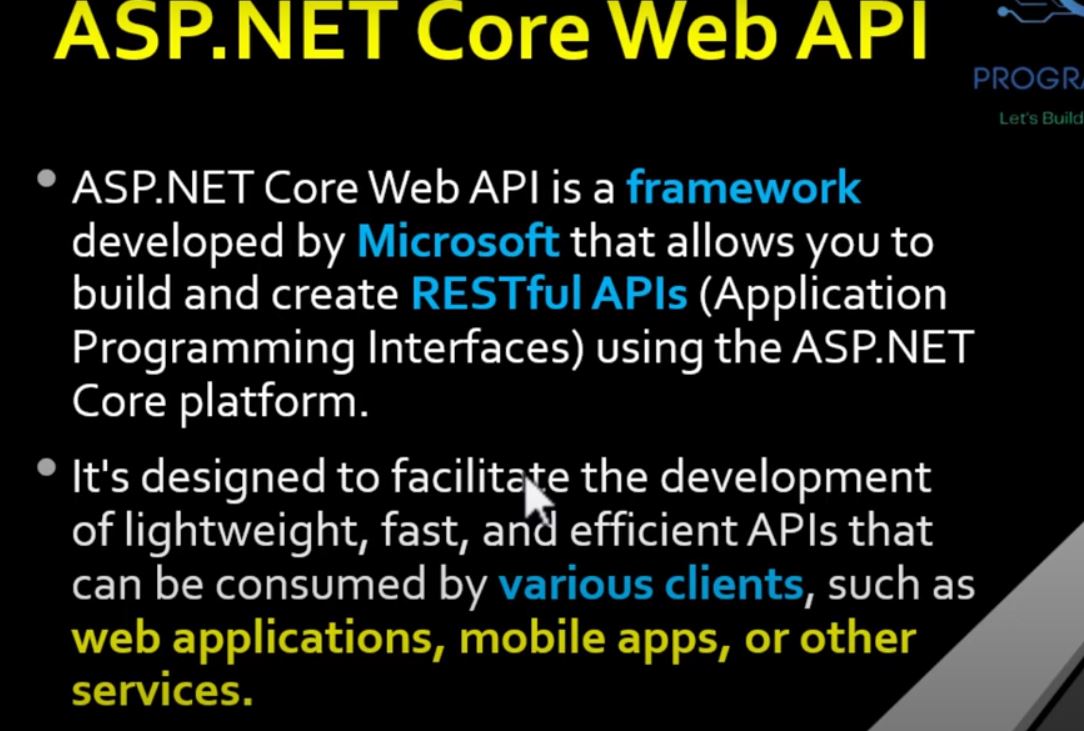 ASP.NET Core Web API
PROGRA
Let's Build
ASP.NET Core Web API is a framework
developed by Microsoft that allows you to
build and create RESTful APIs (Application
Programming Interfaces) using the ASP.NET
Core platform.
It's designed to facilitate the development
of lightweight, fast, and efficient APIs that
can be consumed by various clients, such as
web applications, mobile apps, or other
services.